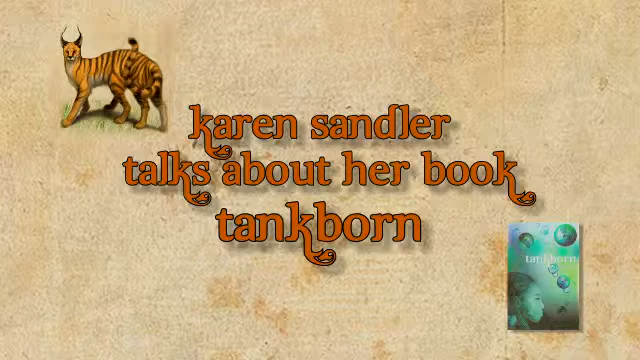 karen sandler
talks about her book
tankborn
tankborn